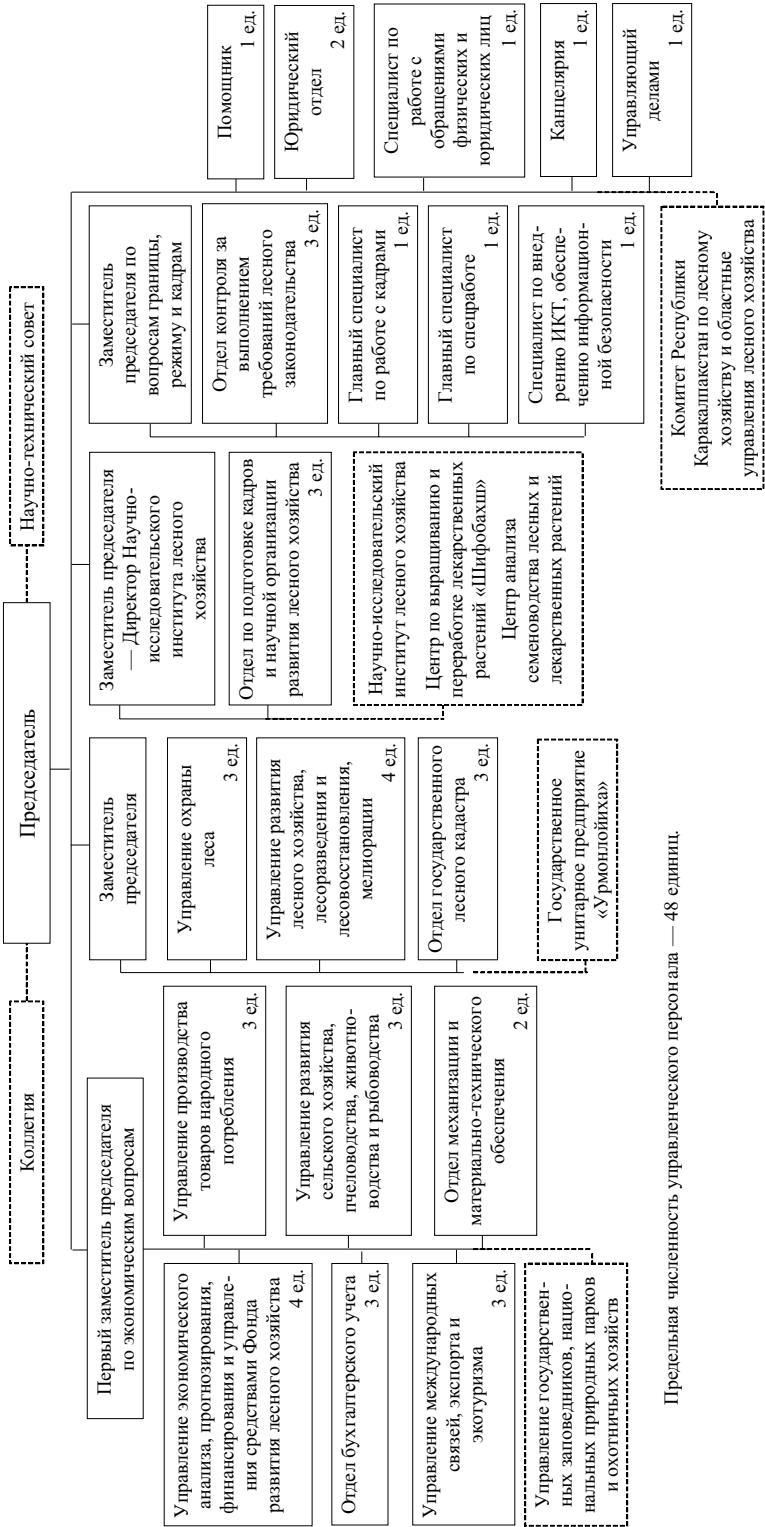 Коллегия
Председатель
Научно-технический совет
Первый заместитель председателя
по экономическим вопросам
Управление экономического
анализа, прогнозирования,
финансирования и управле-
ния средствами Фонда
развития лесного хозяйства
4 ед.
Отдел бухгалтерского учета
3 ед.
Управление международных
связей, экспорта и
экотуризма
3 ед.
Управление государствен-
ных заповедников, нацио-
нальных природных парков
и охотничьих хозяйств
Управление производства
товаров народного
потребления
3 ед.
Управление развития
сельского хозяйства,
пчеловодства, животно-
водства и рыбоводства
3 ед.
Отдел механизации и
материально-технического
обеспечения
2 ед.
Заместитель
председателя
Управление охраны
леса
3 ед.
Управление развития
лесного хозяйства,
лесоразведения и
лесовосстановления,
мелиорации
4 ед.
Отдел государственного
лесного кадастра
3 ед.
Государственное
унитарное предприятие
«Урмонлойиха»
Заместитель председателя
— Директор Научно-
исследовательского
института лесного
хозяйства
Отдел по подготовке кадров
и научной организации
развития лесного хозяйства
3 ед.
Научно-исследовательский
институт лесного хозяйства
Центр по выращиванию и
переработке лекарственных
растений «Шифобахш»
Центр анализа
семеноводства лесных и
лекарственных растений
Заместитель
председателя по
вопросам границы,
режиму и кадрам
Отдел контроля за
выполнением
требований лесного
законодательства
3 ед.
Главный специалист
по работе с кадрами
1 ед.
Главный специалист
по спецработе
1 ед.
Специалист по внед-
рению ИКТ, обеспе-
чению информацион-
ной безопасности
1 ед.
Комитет Республики
Каракалпакстан по лесному
хозяйству и областные
управления лесного хозяйства
Помощник
1 ед.
Юридический
отдел
2 ед.
Специалист по
работе с
обращениями
физических и
юридических лиц
1 ед.
Канцелярия
1 ед.
Управляющий
делами
1 ед.
Предельная численность управленческого персонала — 48 единиц.